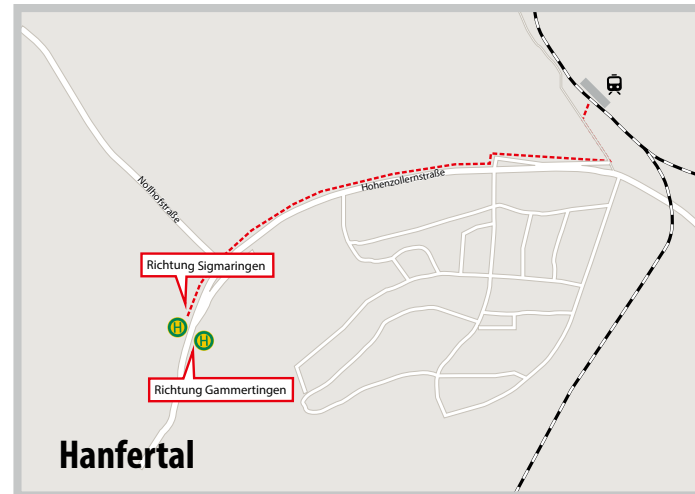 Hohenzollernstraße
Nollhofstraße
Richtung Sigmaringen
H
H
Richtung Gammertingen
Hanfertal